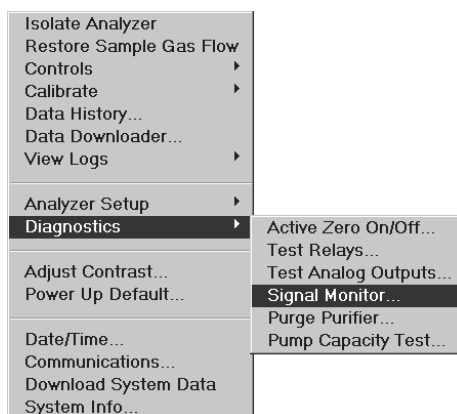 Isolate Analyzer
Restore Sample Gas Flow
Controls
Calibrate
Data History...
Data Downloader...
View Logs
Analyzer Setup
Diagnostics
Adjust Contrast...
Power Up Default...
Date/Time...
Communications...
Download System Data
System Info...
Active Zero On/Off...
Test Relays...
Test Analog Outputs...
Signal Monitor...
Purge Purifier...
Pump Capacity Test...